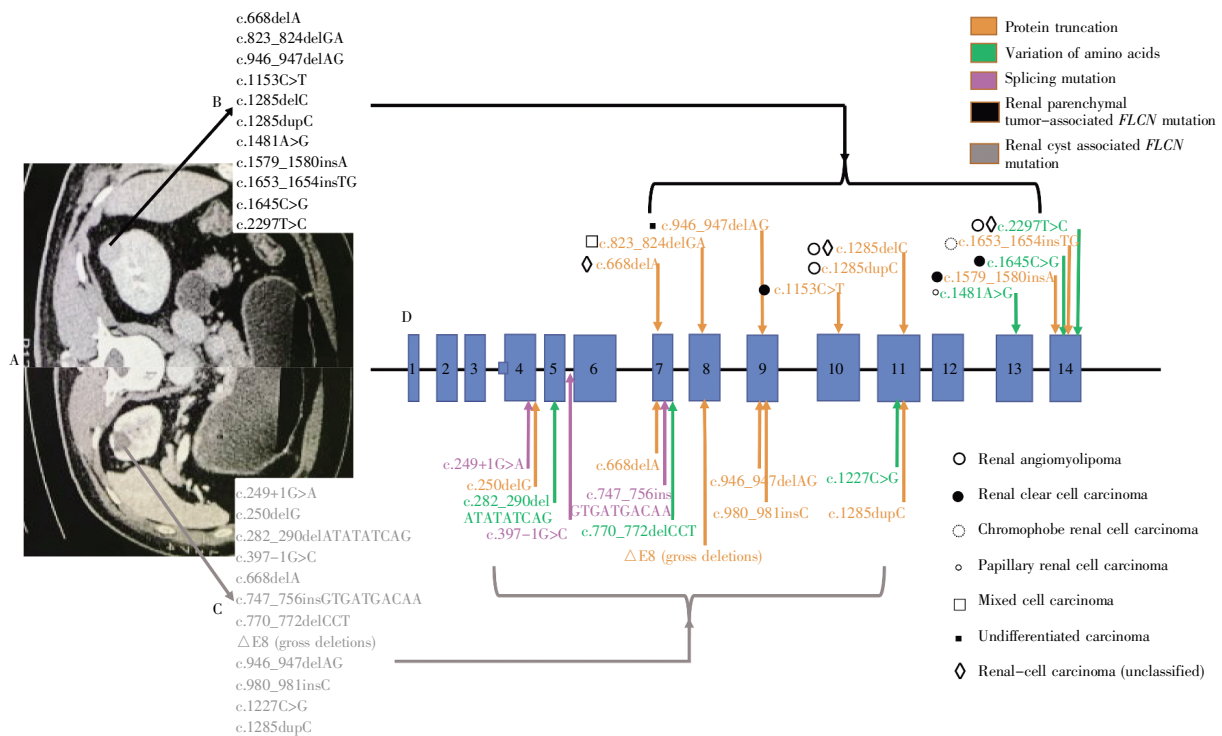 c.668delA
c.823_824delGA
c.946_947delAG
c.1153C>T
B
c.1285delC
c.1285dupC
c.1481A>G
c.1579_1580insA
c.1653_1654insTG
c.1645C>G
c.2297T>C
Protein truncation
Variation of amino acids
Splicing mutation
Renal parenchymal
tumor-associated FLCN mutation
Renal cyst associated FLCN
mutation
A
C
c.249+1G>A
c.250delG
c.282_290delATATATCAG
c.397-1G>C
c.668delA
c.747_756insGTGATGACAA
c.770_772delCCT
△E8 (gross deletions)
c.946_947delAG
c.980_981insC
c.1227C>G
c.1285dupC
D
c.946_947delAG
c.823_824delGA
c.668delA
c.1153C>T
c.1285delC
c.1285dupC
c.2297T>C
c.1653_1654insTG
c.1645C>G
c.1579_1580insA
c.1481A>G
1 2 3 4 5 6 7 8 9 10 11 12 13 14
c.249+1G>A
c.250delG
c.282_290del
ATATATCAG
c.397-1G>C
c.668delA
c.747_756ins
GTGATGACAA
c.770_772delCCT
△E8 (gross deletions)
c.946_947delAG
c.980_981insC
c.1227C>G
c.1285dupC
Renal angiomyolipoma
Renal clear cell carcinoma
Chromophobe renal cell carcinoma
Papillary renal cell carcinoma
Mixed cell carcinoma
Undifferentiated carcinoma
Renal-cell carcinoma (unclassified)